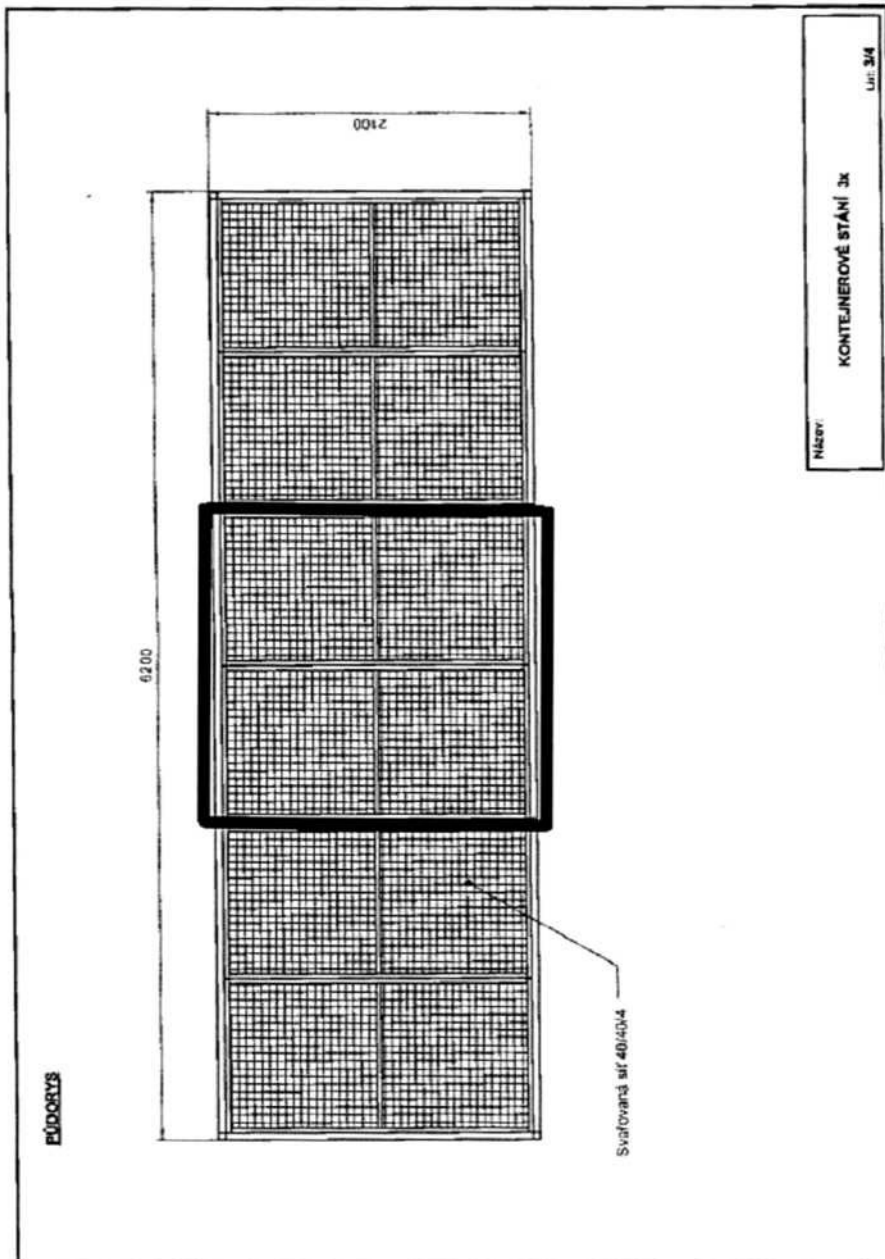 PŮDORYS
6200
2100
Svařovaná síť 40/40/4
Název:
KONTEJNEROVÉ STÁNÍ 3x
List: 3/4